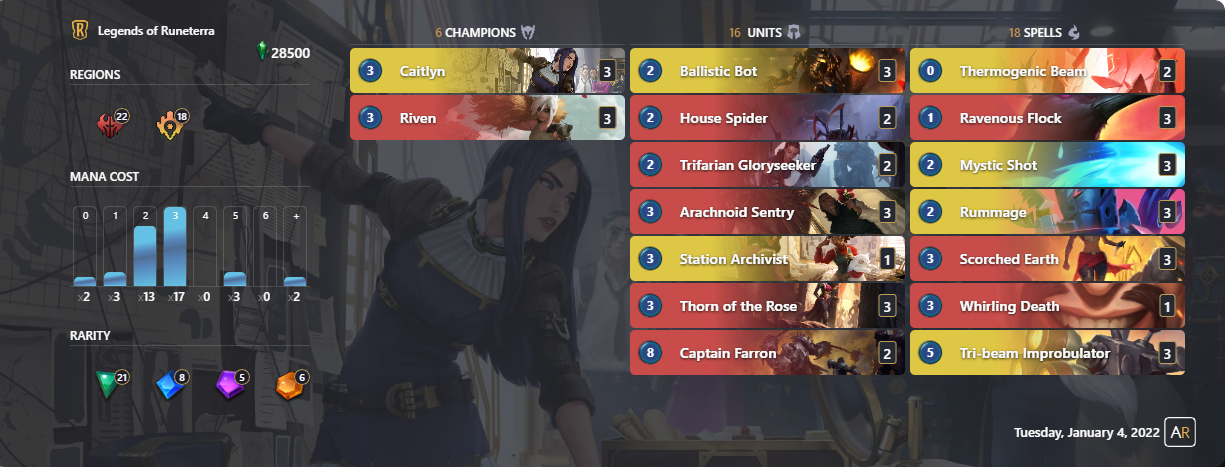 Legends of Runeterra
28500
REGIONS
22
18
MANA COST
0 1 2 3 4 5 6 +
x2 x3 x13 x17 x0 x3 x0 x2
RARITY
21 8 5 6
6 CHAMPIONS
3 Caitlyn 3
3 Riven 3
16 UNITS
2 Ballistic Bot 3
2 House Spider 2
2 Trifarian Gloryseeker 2
3 Arachnoid Sentry 3
3 Station Archivist 1
3 Thorn of the Rose 3
8 Captain Farron 2
18 SPELLS
0 Thermogenic Beam 2
1 Ravenous Flock 3
2 Mystic Shot 3
2 Rummage 3
3 Scorched Earth 3
3 Whirling Death 1
5 Tri-beam Improbulator 3
Tuesday, January 4, 2022 AR